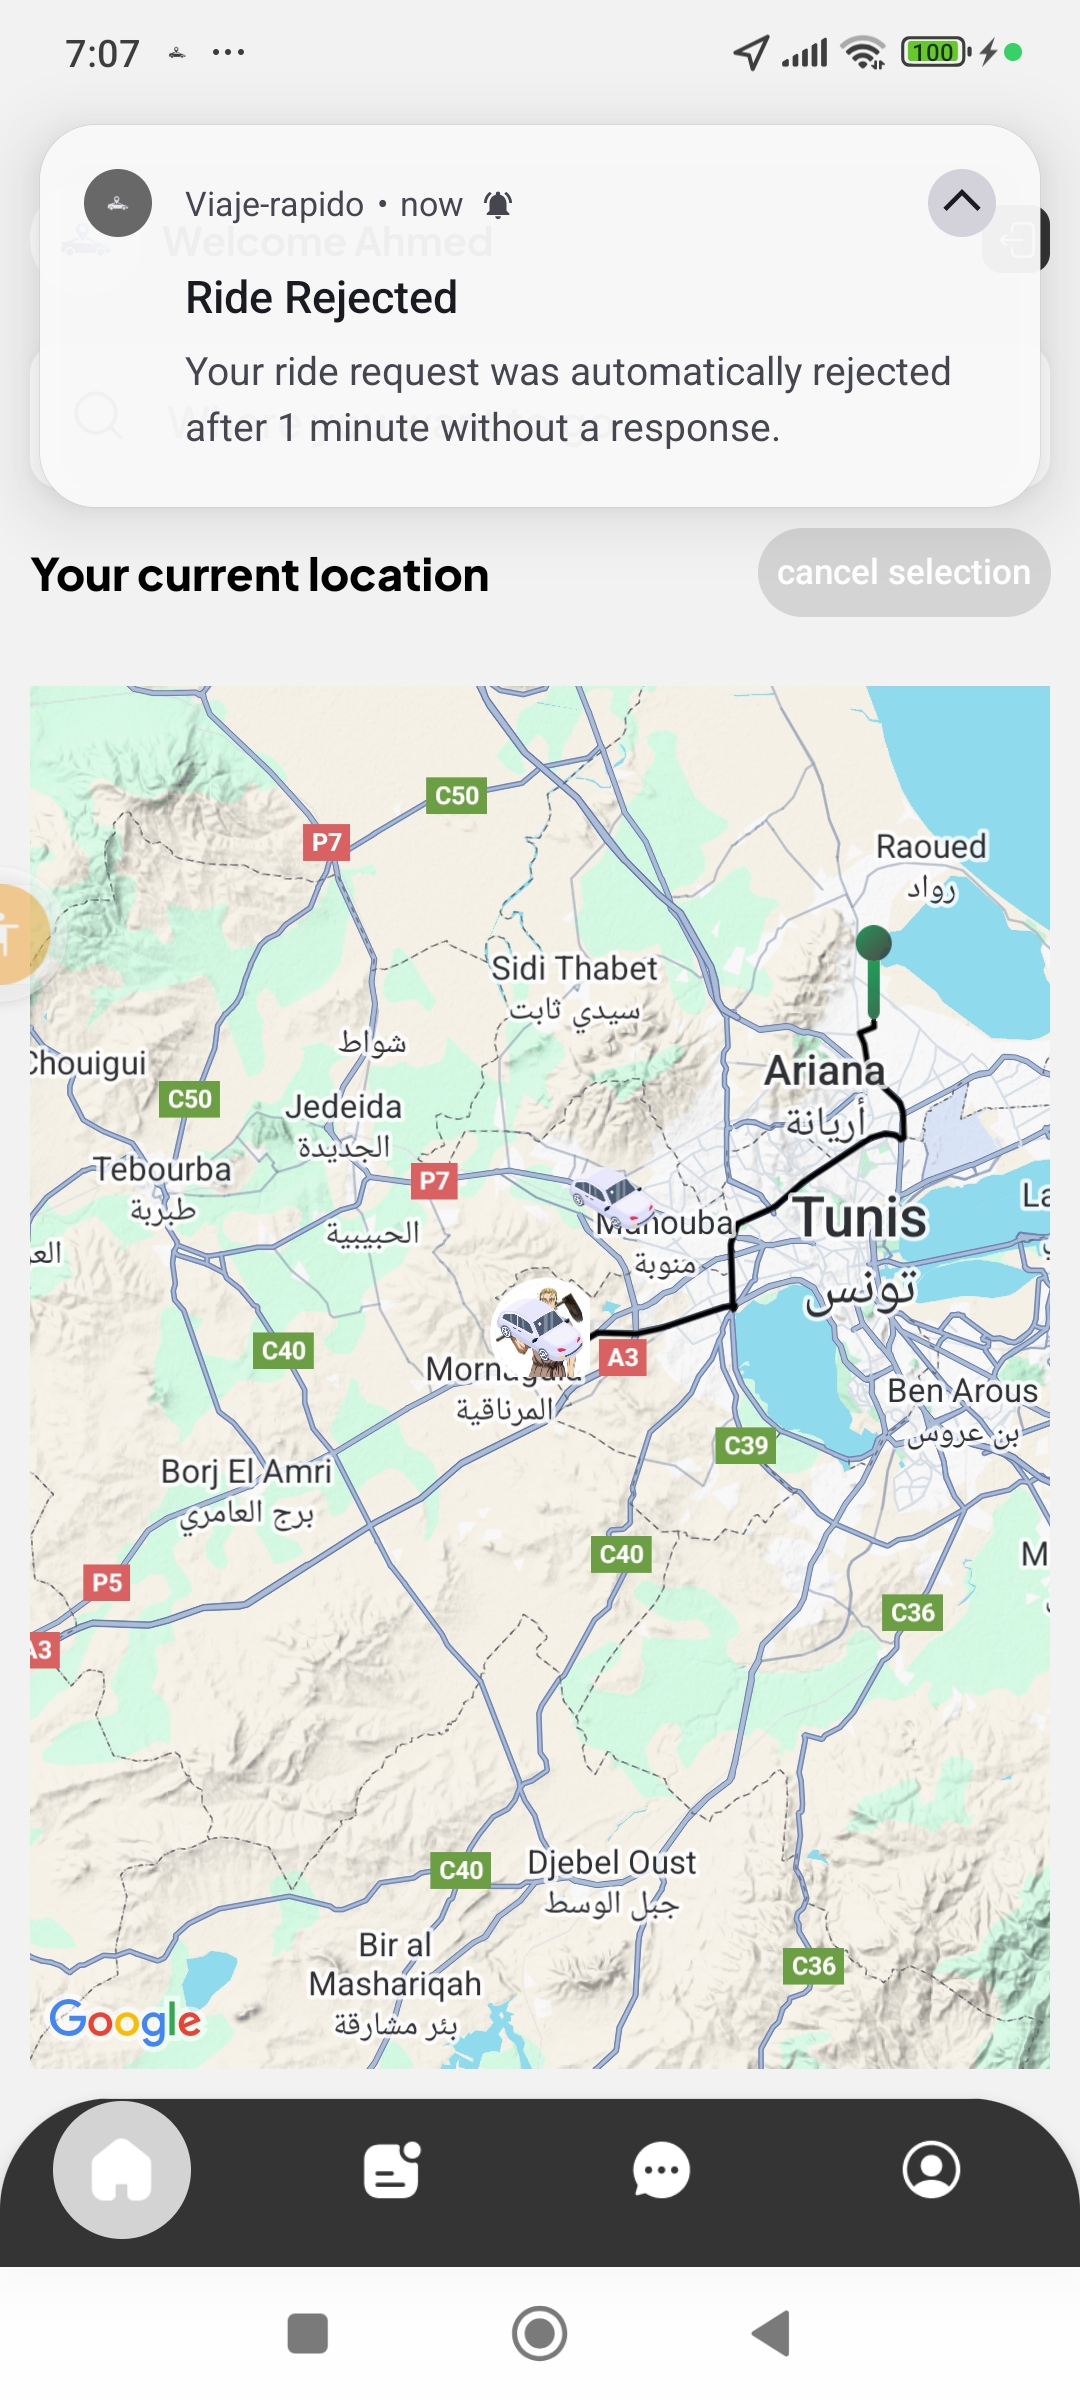 7:07
100
Viaje-rapido • now
Welcome Ahmed
Ride Rejected
Your ride request was automatically rejected
after 1 minute without a response.
Your current location
cancel selection
C50
P7
Raoued
رواد
Sidi Thabet
سيدي ثابت
شواط
Chouigui
Ariana
أريانة
C50
Jedeida
الجديدة
Tebourba
طبربة
P7
الحبيبية
Manouba
منوبة
Tunis
تونس
La
العر
C40
A3
Mornaguia
المرناقية
Ben Arous
بن عروس
C39
Borj El Amri
برج العامري
C40
M
P5
C36
A3
C40
Djebel Oust
جبل الوسط
Bir al
Mashariqah
بئر مشارقة
C36
Google